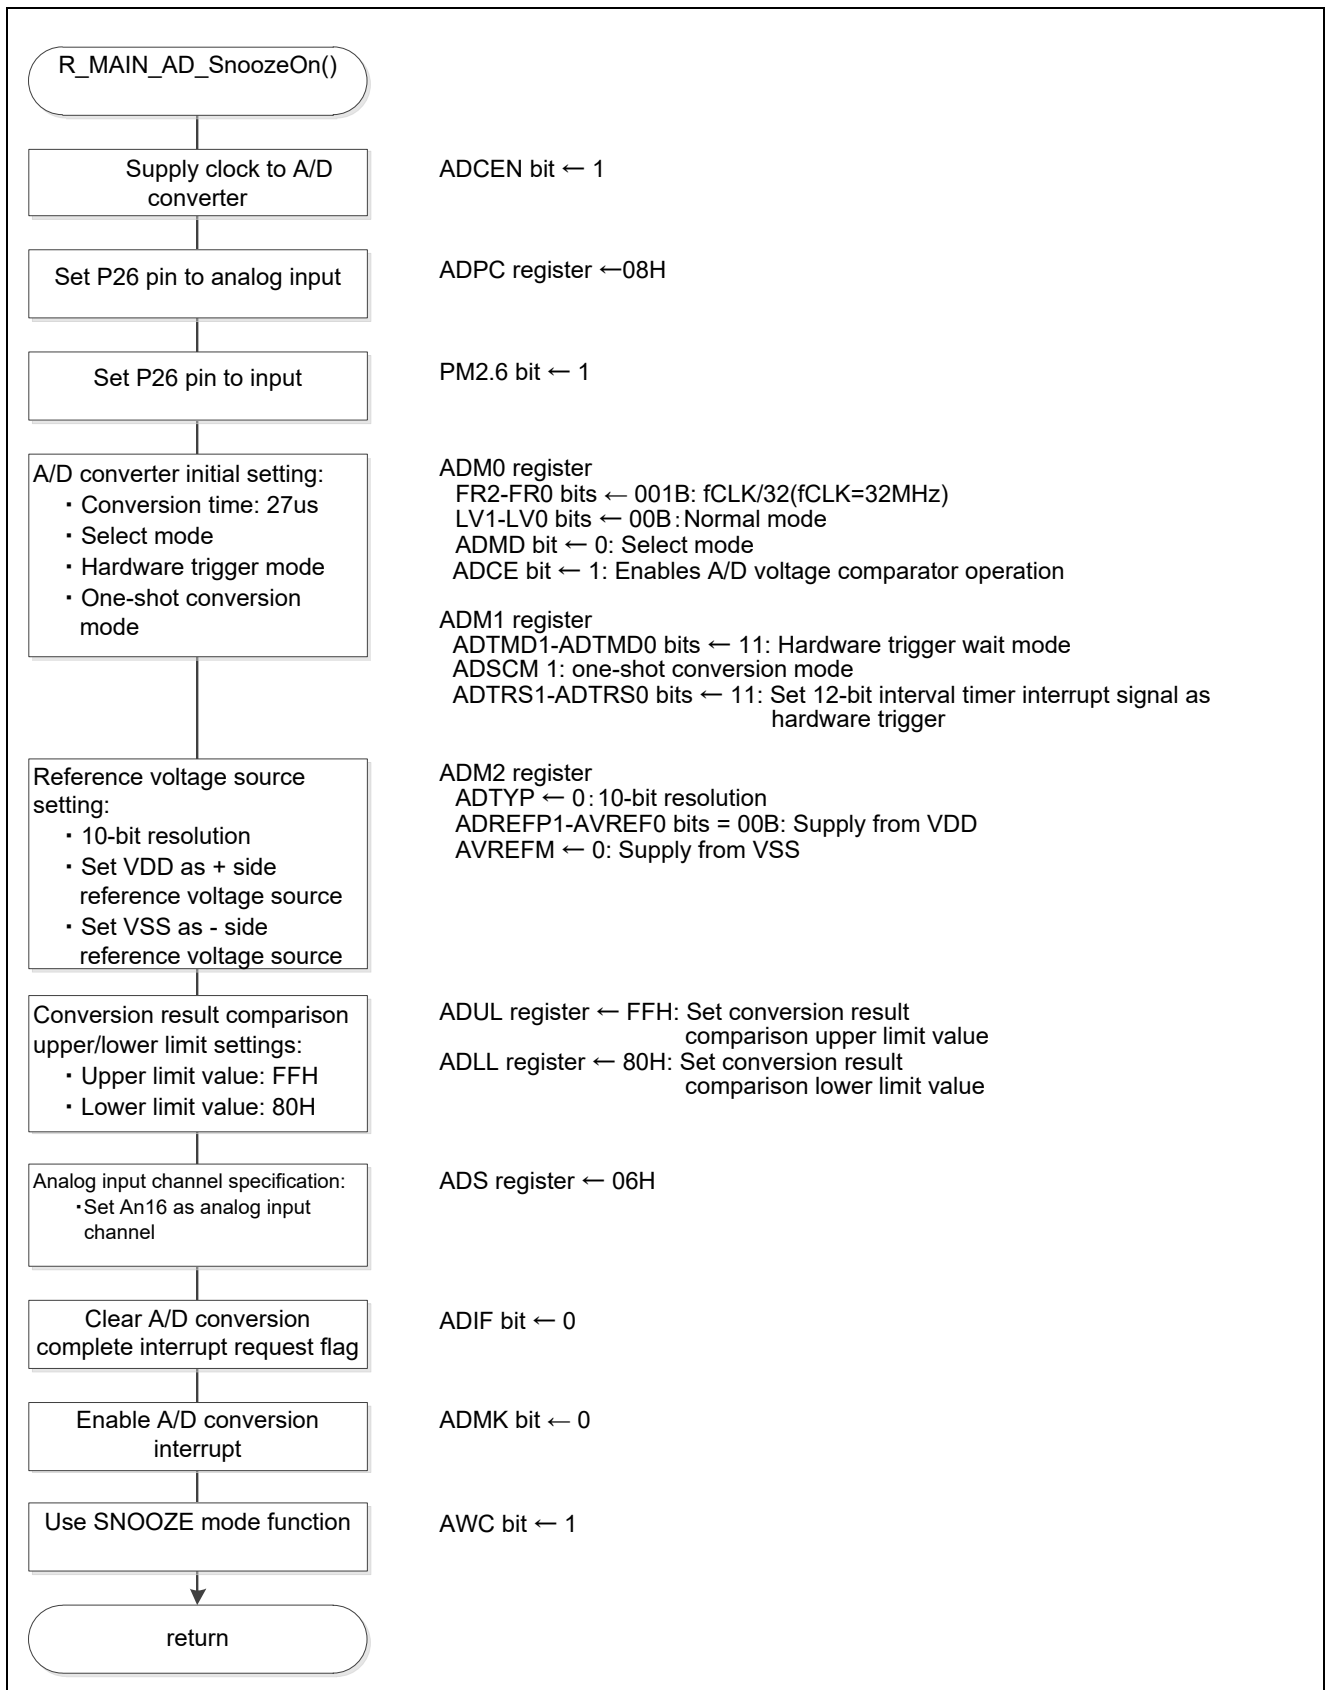 R_MAIN_AD_SnoozeOn()
Supply clock to A/D
converter
ADCEN bit ← 1
Set P26 pin to analog input
ADPC register ←08H
Set P26 pin to input
PM2.6 bit ← 1
A/D converter initial setting:
・Conversion time: 27us
・Select mode
・Hardware trigger mode
・One-shot conversion
mode
ADM0 register
FR2-FR0 bits ← 001B: fCLK/32(fCLK=32MHz)
LV1-LV0 bits ← 00B:Normal mode
ADMD bit ← 0: Select mode
ADCE bit ← 1: Enables A/D voltage comparator operation
ADM1 register
ADTMD1-ADTMD0 bits ← 11: Hardware trigger wait mode
ADSCM 1: one-shot conversion mode
ADTRS1-ADTRS0 bits ← 11: Set 12-bit interval timer interrupt signal as
hardware trigger
Reference voltage source
setting:
・10-bit resolution
・Set VDD as + side
reference voltage source
・Set VSS as - side
reference voltage source
ADM2 register
ADTYP ← 0:10-bit resolution
ADREFP1-AVREF0 bits = 00B: Supply from VDD
AVREFM ← 0: Supply from VSS
Conversion result comparison
upper/lower limit settings:
・Upper limit value: FFH
・Lower limit value: 80H
ADUL register ← FFH: Set conversion result
comparison upper limit value
ADLL register ← 80H: Set conversion result
comparison lower limit value
Analog input channel specification:
・Set An16 as analog input
channel
ADS register ← 06H
Clear A/D conversion
complete interrupt request flag
ADIF bit ← 0
Enable A/D conversion
interrupt
ADMK bit ← 0
Use SNOOZE mode function
AWC bit ← 1
return